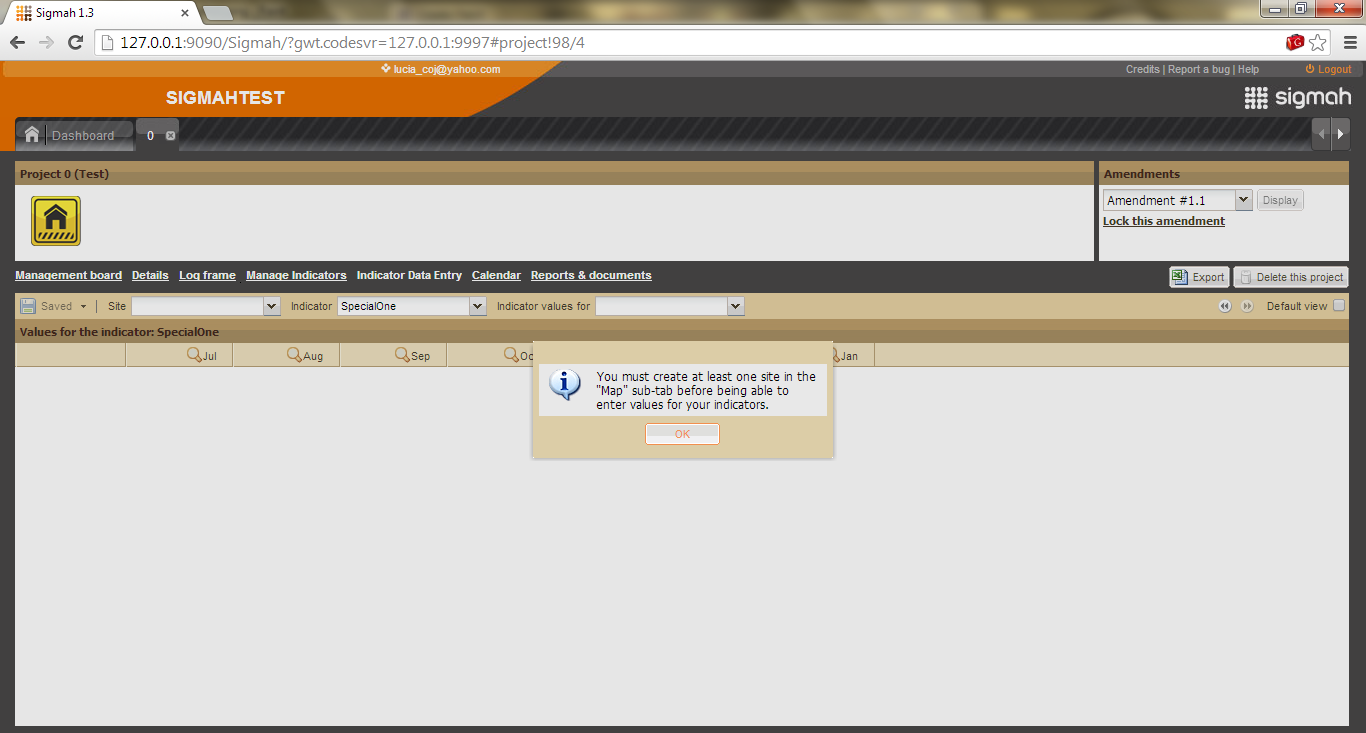 Sigmah 1.3
127.0.0.1:9090/Sigmah/?gwt.codesvr=127.0.0.1:9997#project!98/4
lucia_coj@yahoo.com
Credits | Report a bug | Help
Logout
SIGMAHTEST
sigmah
Dashboard
0
Project 0 (Test)
Amendments
Amendment #1.1
Display
Lock this amendment
Management board Details Log frame Manage Indicators Indicator Data Entry Calendar Reports & documents
Export
Delete this project
Saved
Site
Indicator SpecialOne
Indicator values for
Default view
Values for the indicator: SpecialOne
Jul Aug Sep Oc Jan
You must create at least one site in the
"Map" sub-tab before being able to
enter values for your indicators.
OK